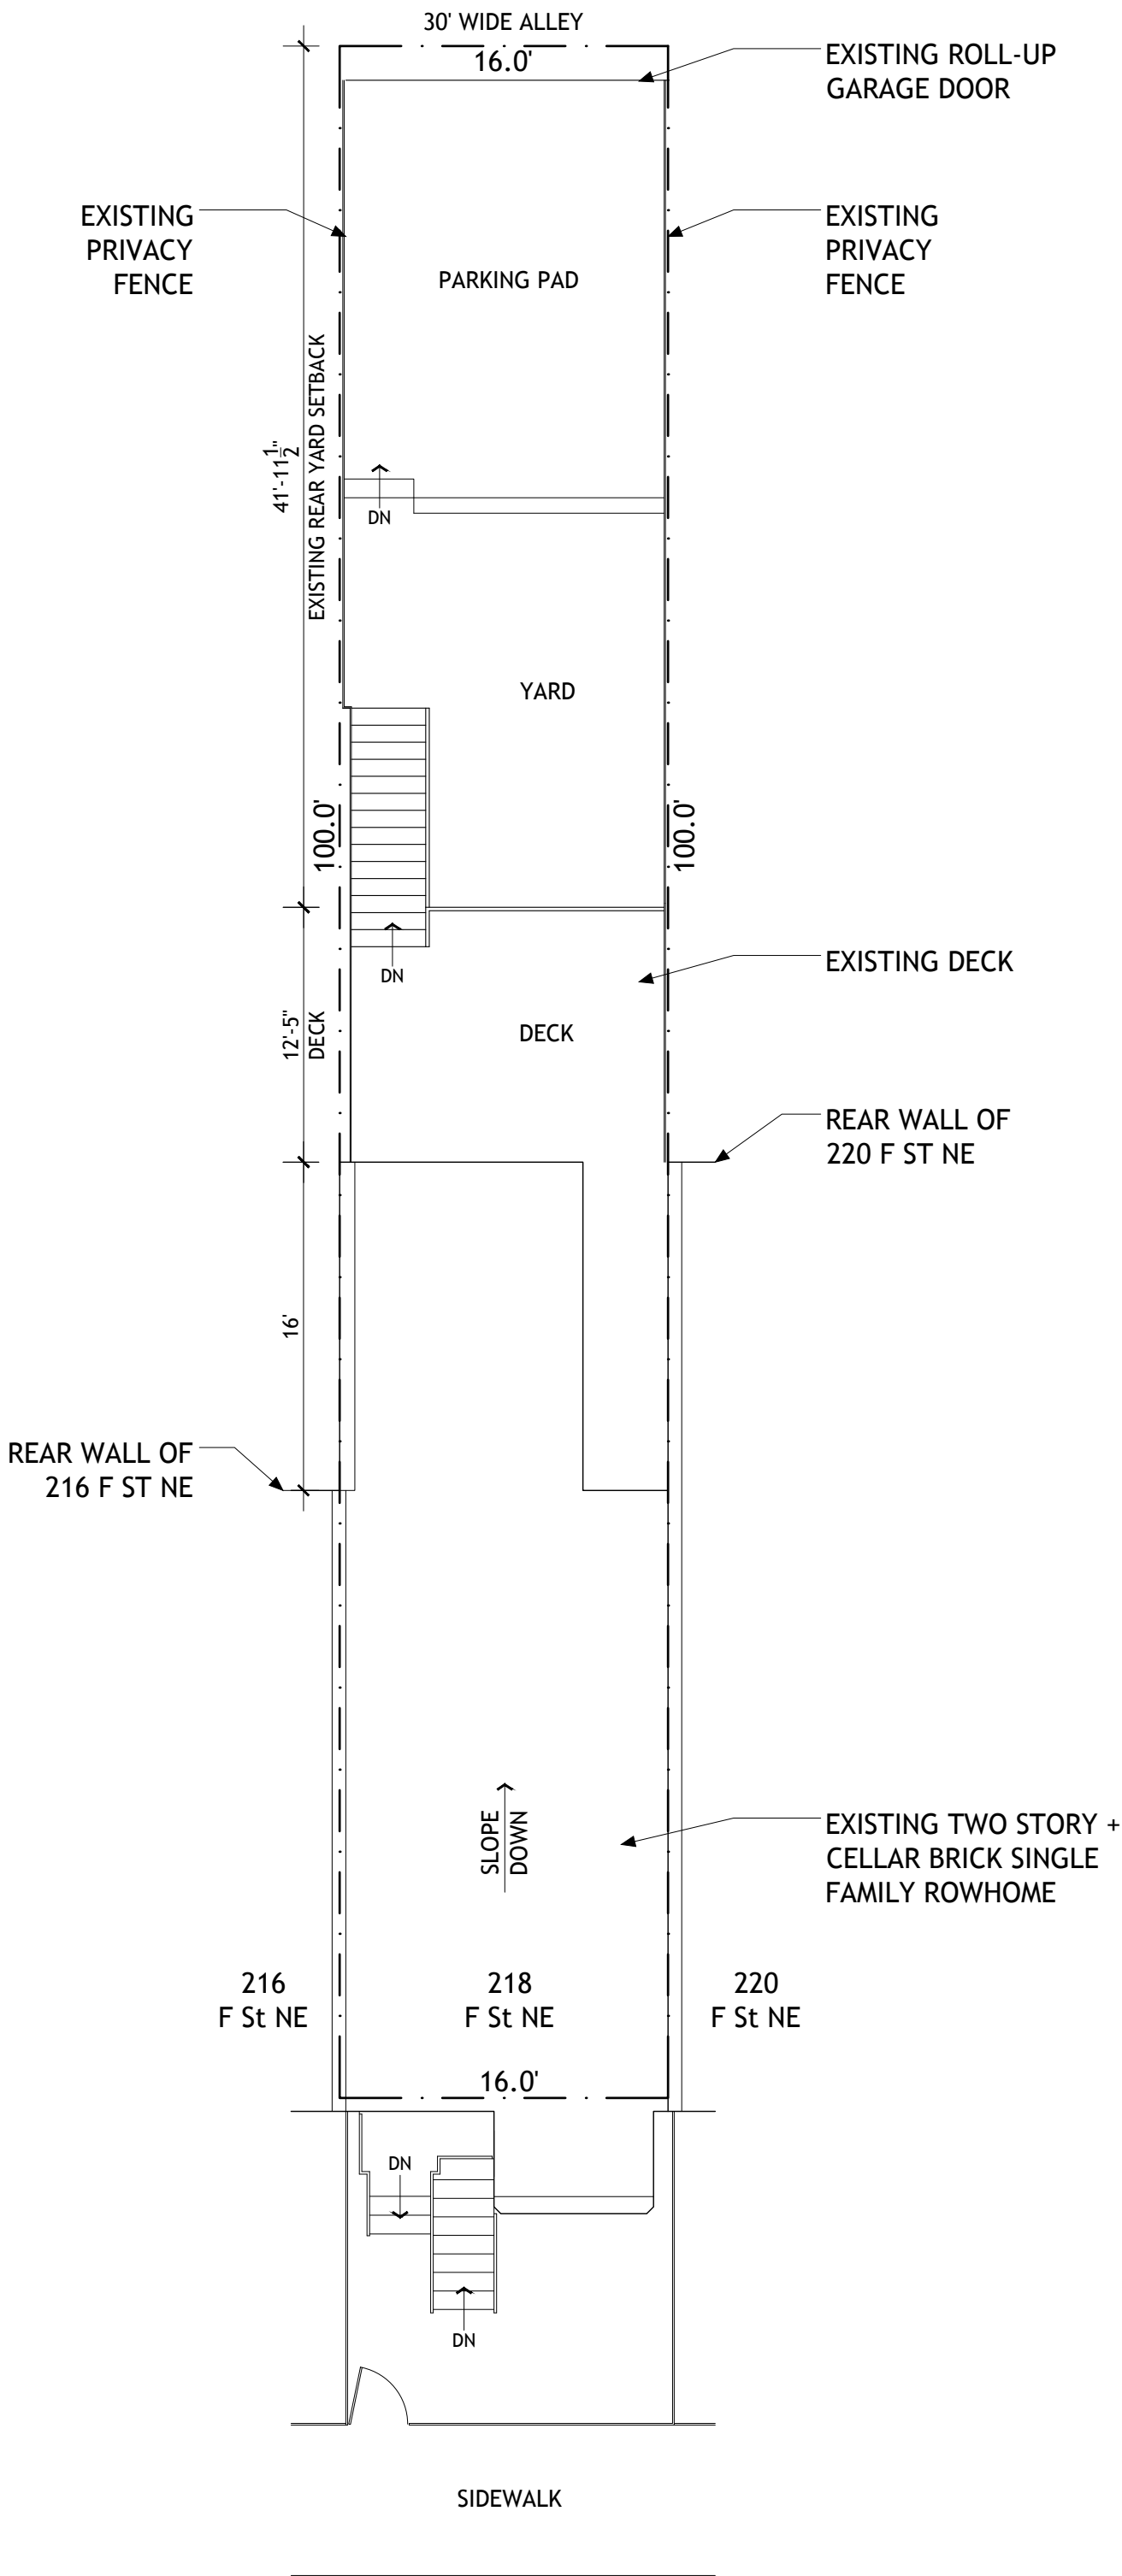 30' WIDE ALLEY
16.0'
EXISTING ROLL-UP
GARAGE DOOR
EXISTING
PRIVACY
FENCE
EXISTING
PRIVACY
FENCE
PARKING PAD
41'-11 1/2"
EXISTING REAR YARD SETBACK
DN
YARD
100.0'
100.0'
DN
EXISTING DECK
12'-5"
DECK
DECK
REAR WALL OF
220 F ST NE
16'
REAR WALL OF
216 F ST NE
SLOPE
DOWN
EXISTING TWO STORY +
CELLAR BRICK SINGLE
FAMILY ROWHOME
216
F St NE
218
F St NE
220
F St NE
16.0'
DN
DN
SIDEWALK